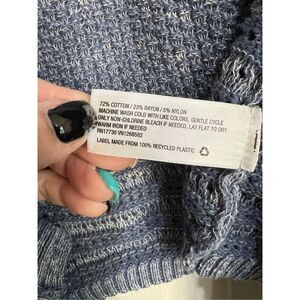 72% COTTON / 23% RAYON / 5% NYLON
MACHINE WASH COLD WITH LIKE COLORS, GENTLE CYCLE
ONLY NON-CHLORINE BLEACH IF NEEDED, LAY FLAT TO DRY
WARM IRON IF NEEDED
RN17730 VN1268582
LABEL MADE FROM 100% RECYCLED PLASTIC